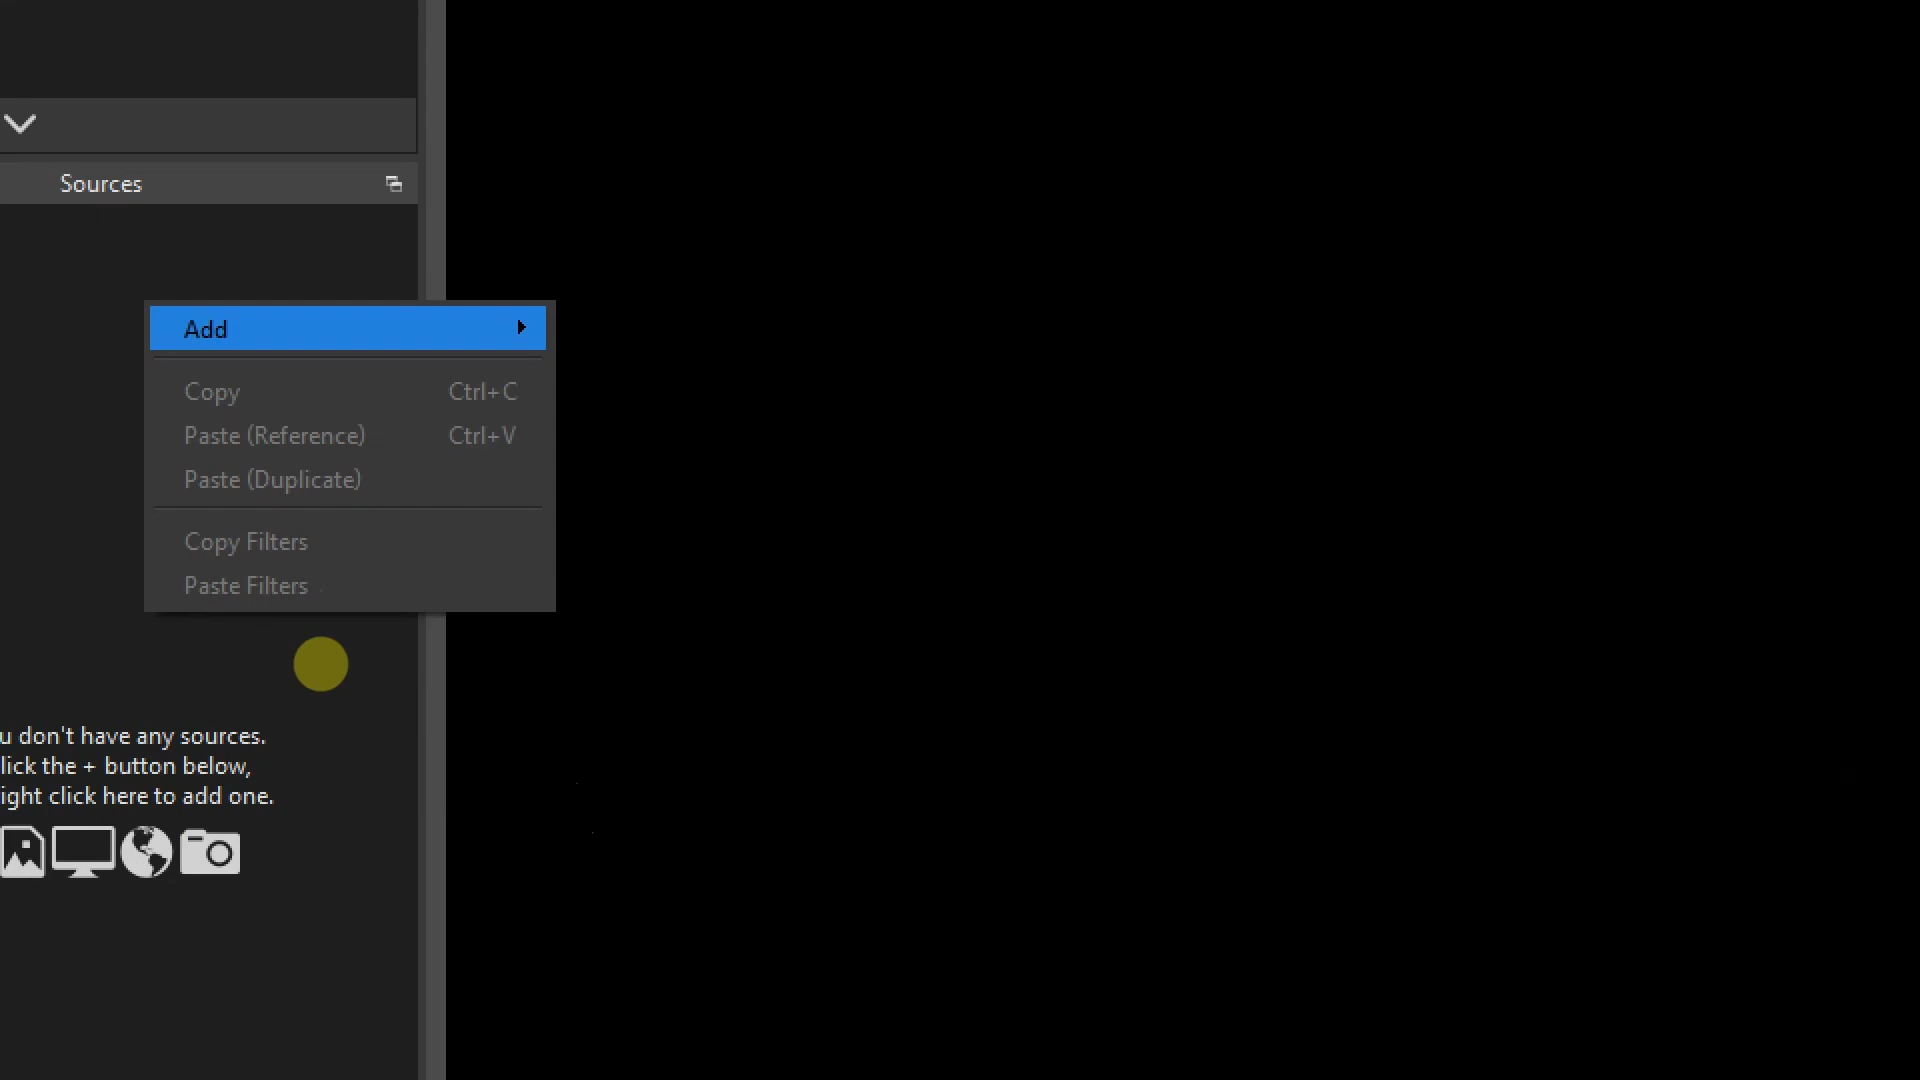 Sources
Add
Copy Ctrl+C
Paste (Reference) Ctrl+V
Paste (Duplicate)
Copy Filters
Paste Filters
u don't have any sources.
lick the + button below,
ight click here to add one.